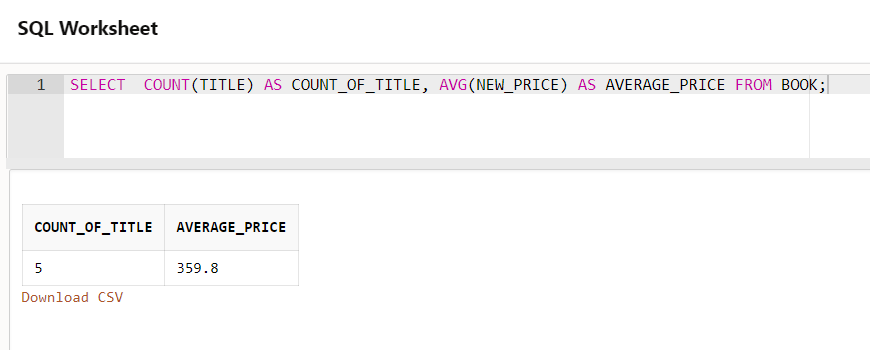 SQL Worksheet
1 SELECT  COUNT(TITLE) AS COUNT_OF_TITLE, AVG(NEW_PRICE) AS AVERAGE_PRICE FROM BOOK;
COUNT_OF_TITLE AVERAGE_PRICE
5 359.8
Download CSV